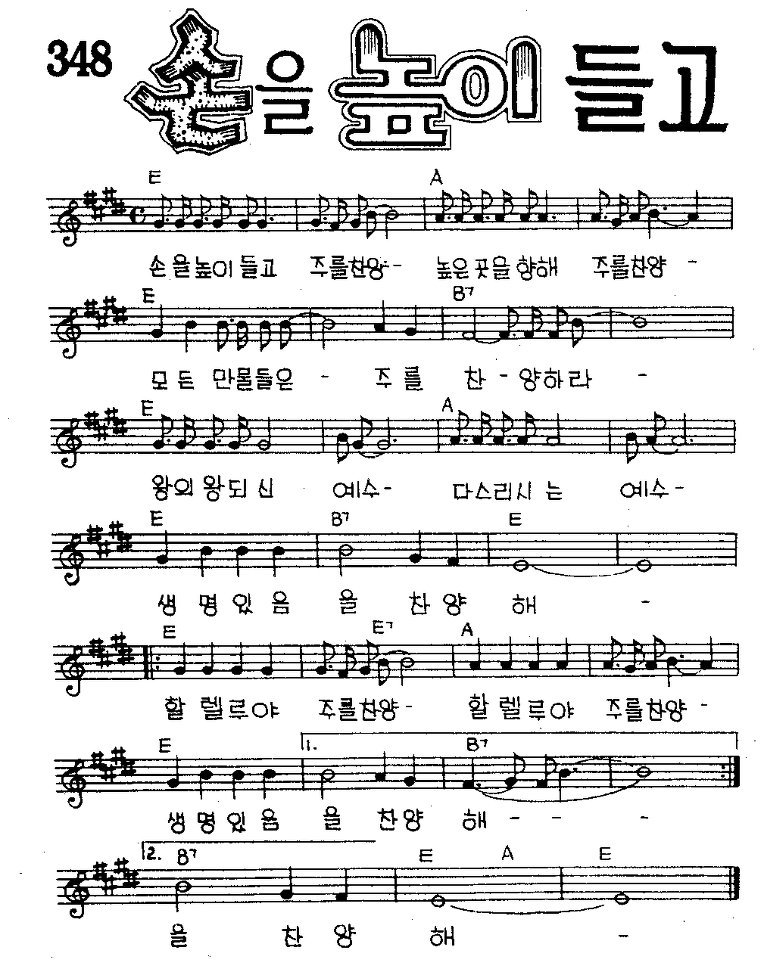 348 손을 높이 들고
E A
손을높이들고 주를찬양- 높은곳을향해 주를찬양 -
E B7
모든 만물들은 - 주를 찬-양하라 -
E A
왕의왕되신 예수- 다스리시는 예수-
E B7 E
생명있음을 찬양해 -
E E7 A
할렐루야 주를찬양- 할렐루야 주를찬양-
E 1. B7
생명있음을 찬양해- - - -
2. B7 E A E
을 찬양해 -